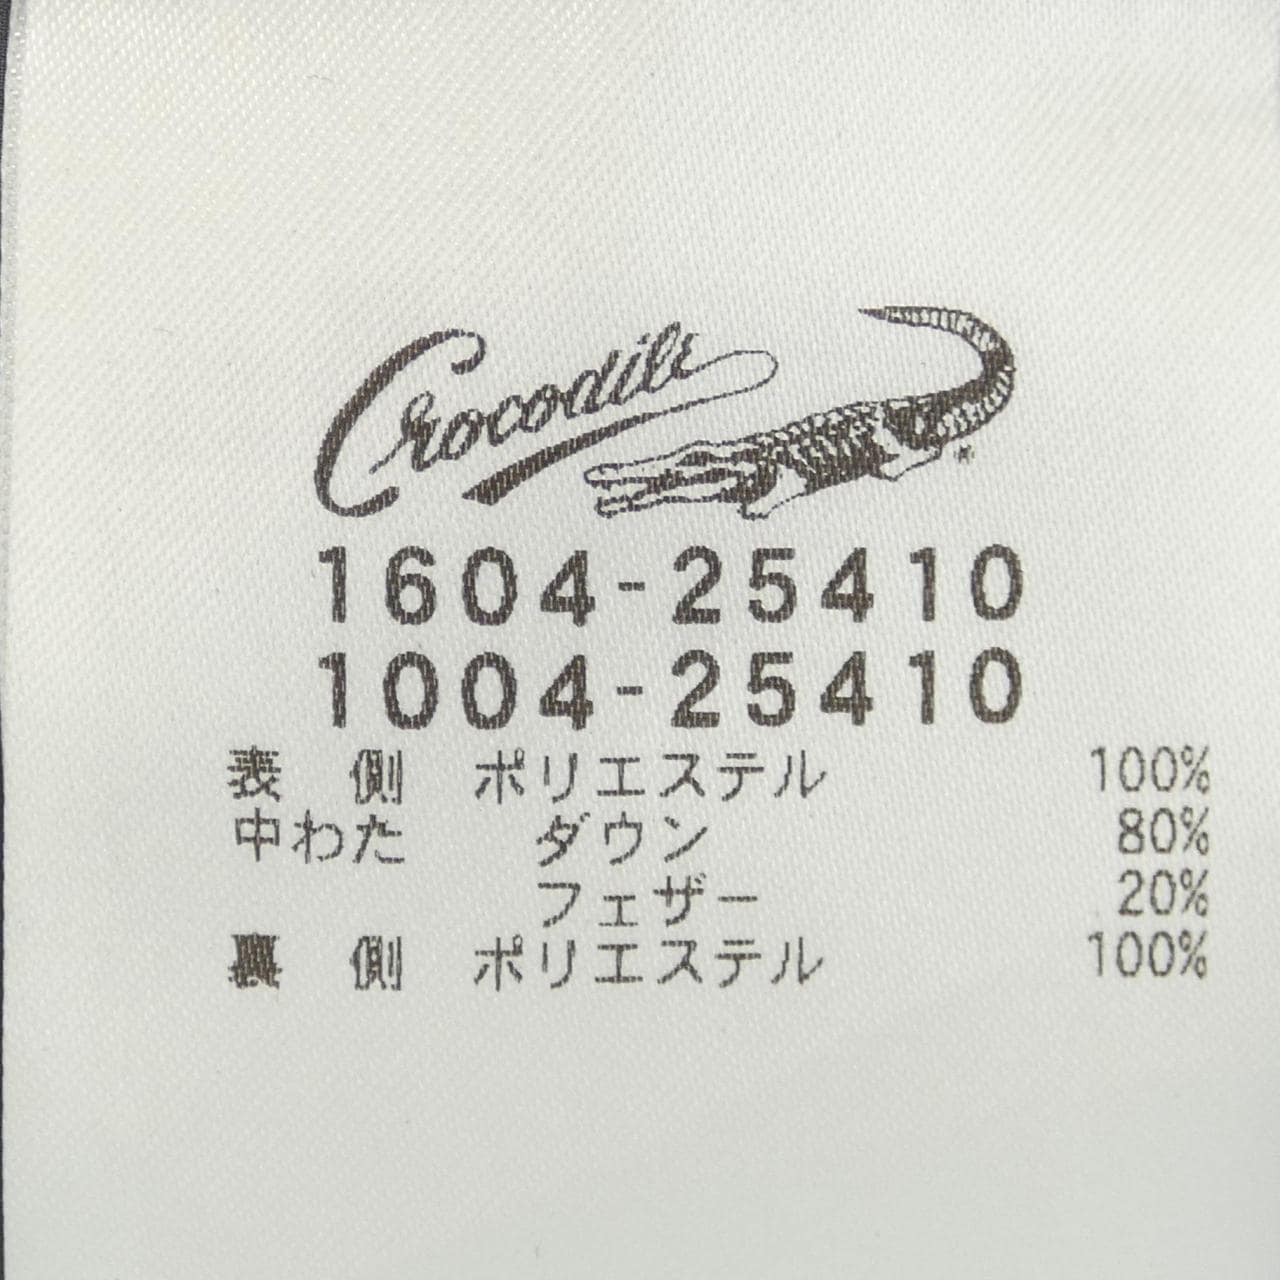 Crocodile
1604-25410
1004-25410
表側 ポリエステル 100%
中わた ダウン 80%
フェザー 20%
裏側 ポリエステル 100%